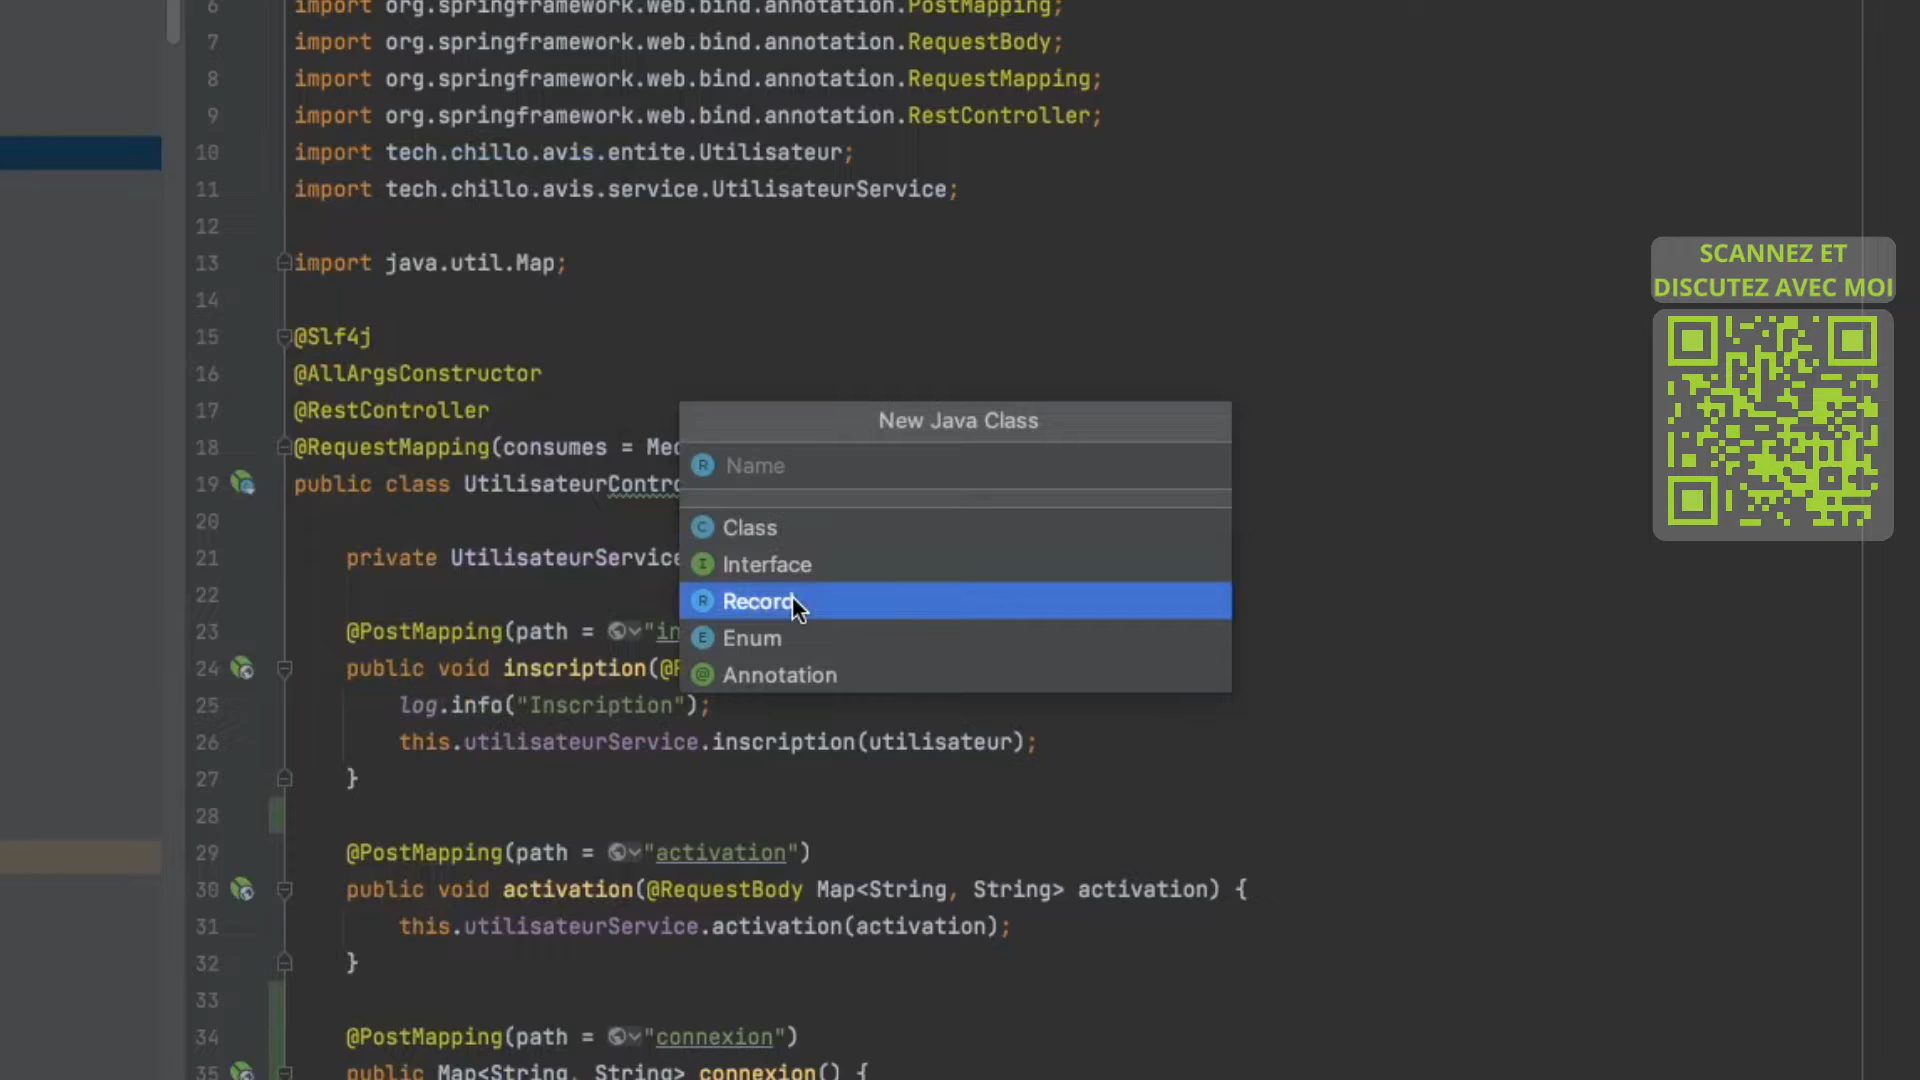 6 import org.springframework.web.bind.annotation.PostMapping;
7 import org.springframework.web.bind.annotation.RequestBody;
8 import org.springframework.web.bind.annotation.RequestMapping;
9 import org.springframework.web.bind.annotation.RestController;
10 import tech.chillo.avis.entite.Utilisateur;
11 import tech.chillo.avis.service.UtilisateurService;
12
13 import java.util.Map;
14
15 @Slf4j
16 @AllArgsConstructor
17 @RestController
18 @RequestMapping(consumes = Med
19 public class UtilisateurContro
20
21 private UtilisateurService
22
23 @PostMapping(path = "in
24 public void inscription(@R
25 log.info("Inscription");
26 this.utilisateurService.inscription(utilisateur);
27 }
28
29 @PostMapping(path = "activation")
30 public void activation(@RequestBody Map<String, String> activation) {
31 this.utilisateurService.activation(activation);
32 }
33
34 @PostMapping(path = "connexion")
35 public Map<String, String> connexion() {
New Java Class
R Name
C Class
I Interface
R Record
E Enum
@ Annotation
SCANNEZ ET
DISCUTEZ AVEC MOI